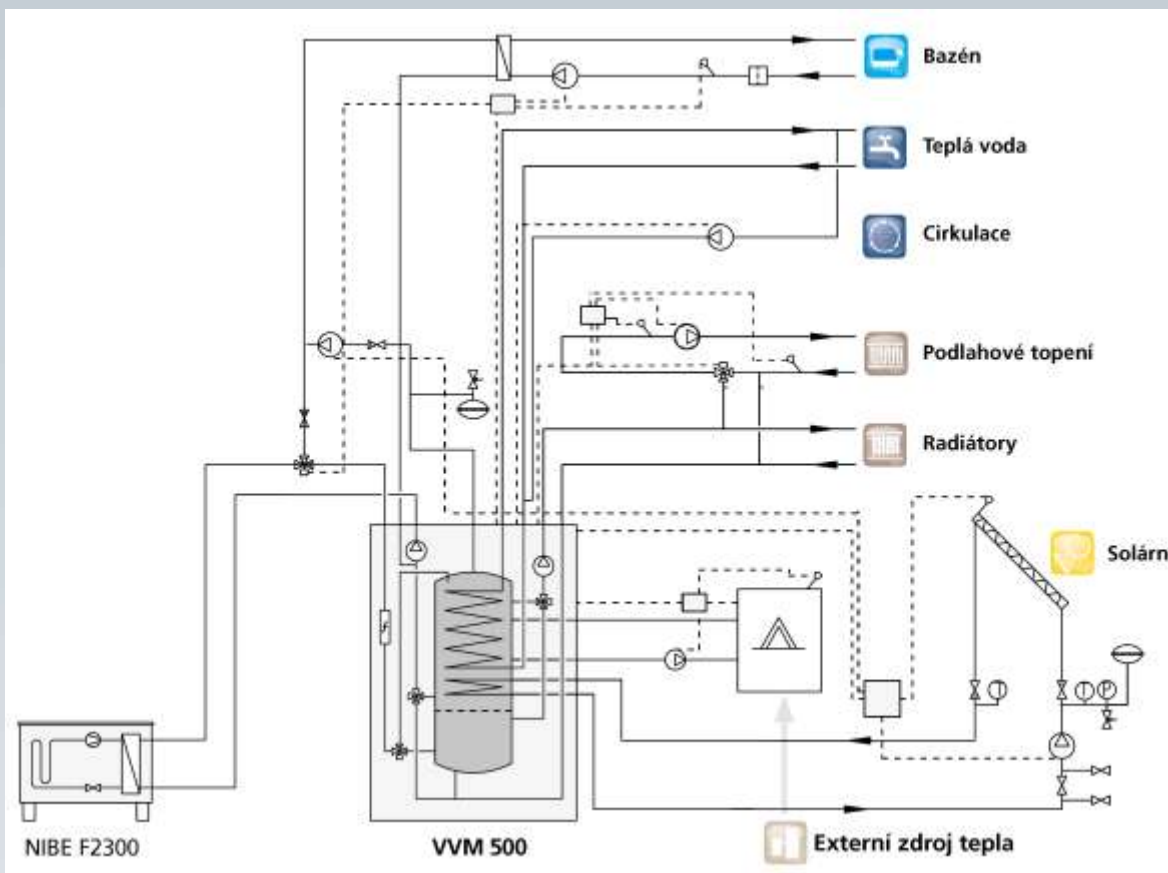 Bazén
Teplá voda
Cirkulace
Podlahové topení
Radiátory
Solárn
T
T
P
NIBE F2300
VVM 500
Externí zdroj tepla